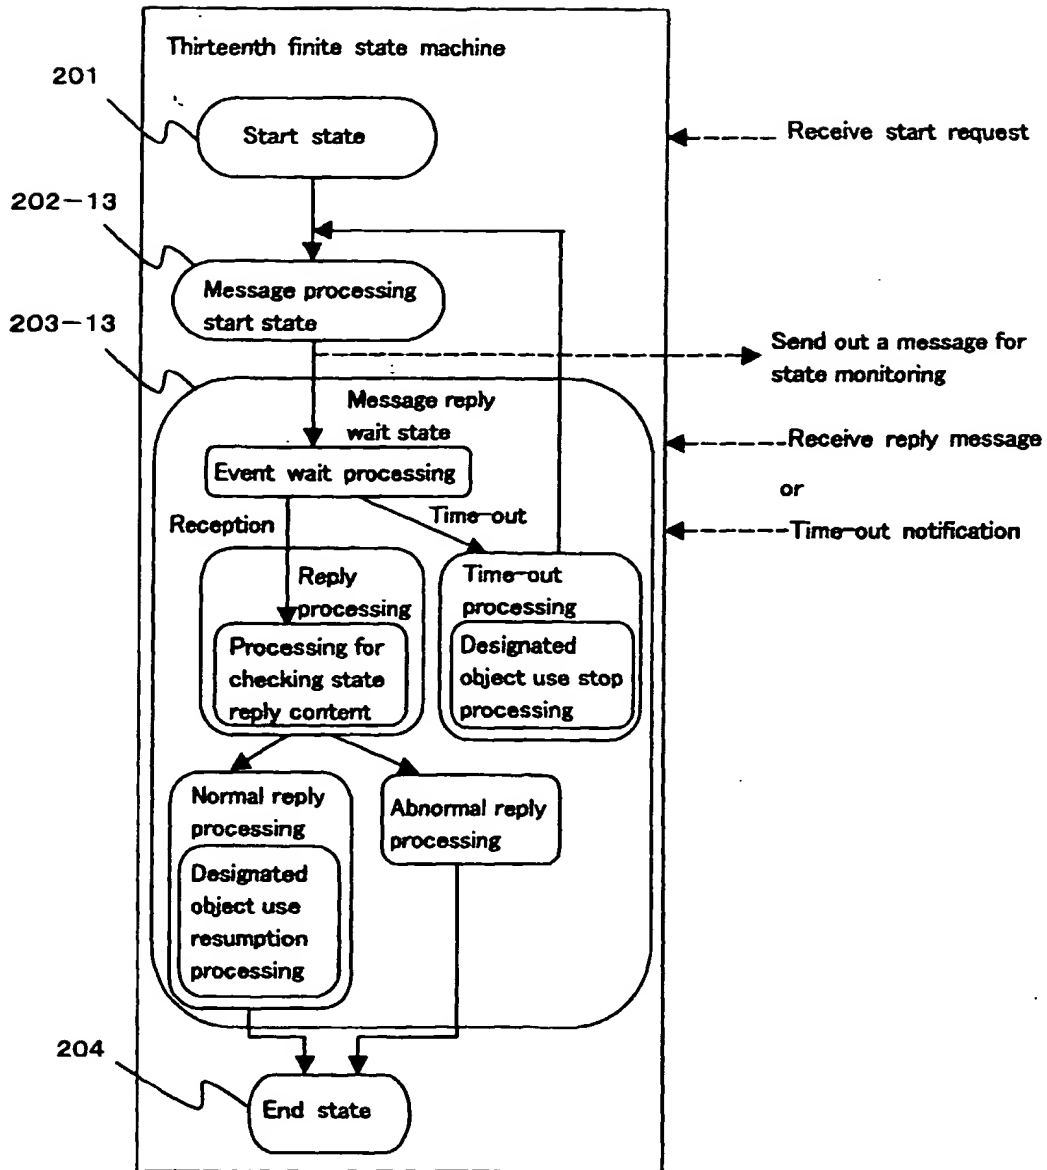 Thirteenth finite state machine
201
Start state
Receive start request
202-13
Message processing
start state
203-13
Send out a message for
state monitoring
Message reply
wait state
Receive reply message
Event wait processing
or
Reception
Time-out
Time-out notification
Reply
processing
Time-out
processing
Processing for
checking state
reply content
Designated
object use stop
processing
Normal reply
processing
Abnormal reply
processing
Designated
object use
resumption
processing
204
End state